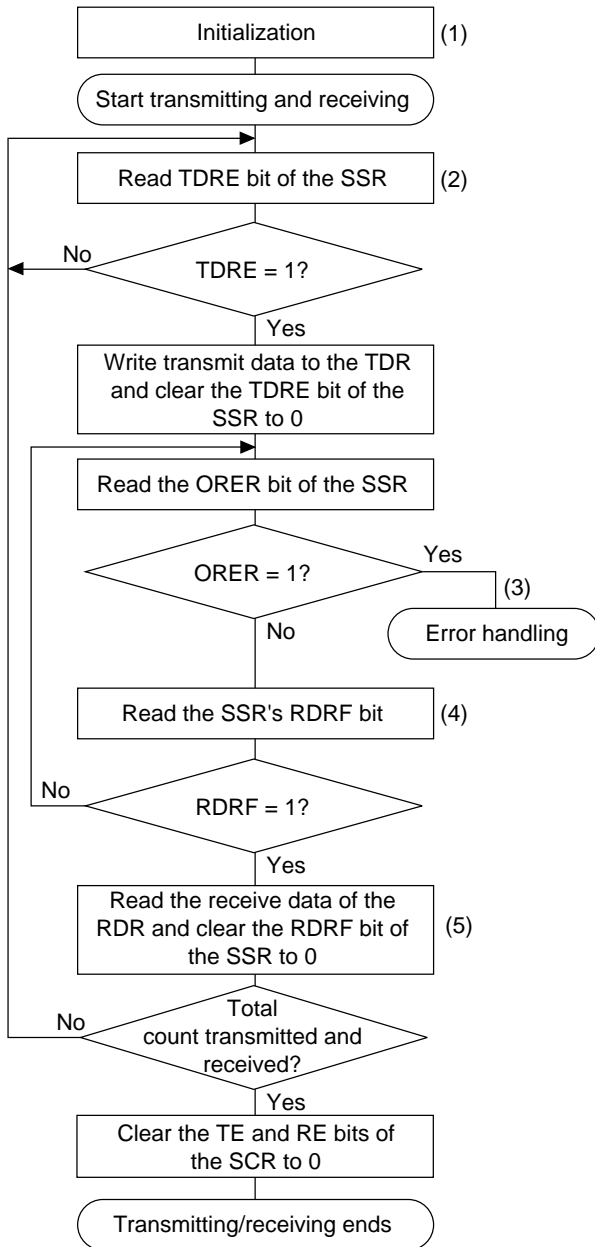 Initialization
(1)
Start transmitting and receiving
Read TDRE bit of the SSR
(2)
No
TDRE = 1?
Yes
Write transmit data to the TDR
and clear the TDRE bit of the
SSR to 0
Read the ORER bit of the SSR
Yes
ORER = 1?
(3)
No
Error handling
Read the SSR's RDRF bit
(4)
No
RDRF = 1?
Yes
Read the receive data of the
RDR and clear the RDRF bit of
the SSR to 0
(5)
Total
No
count transmitted and
received?
Yes
Clear the TE and RE bits of
the SCR to 0
Transmitting/receiving ends